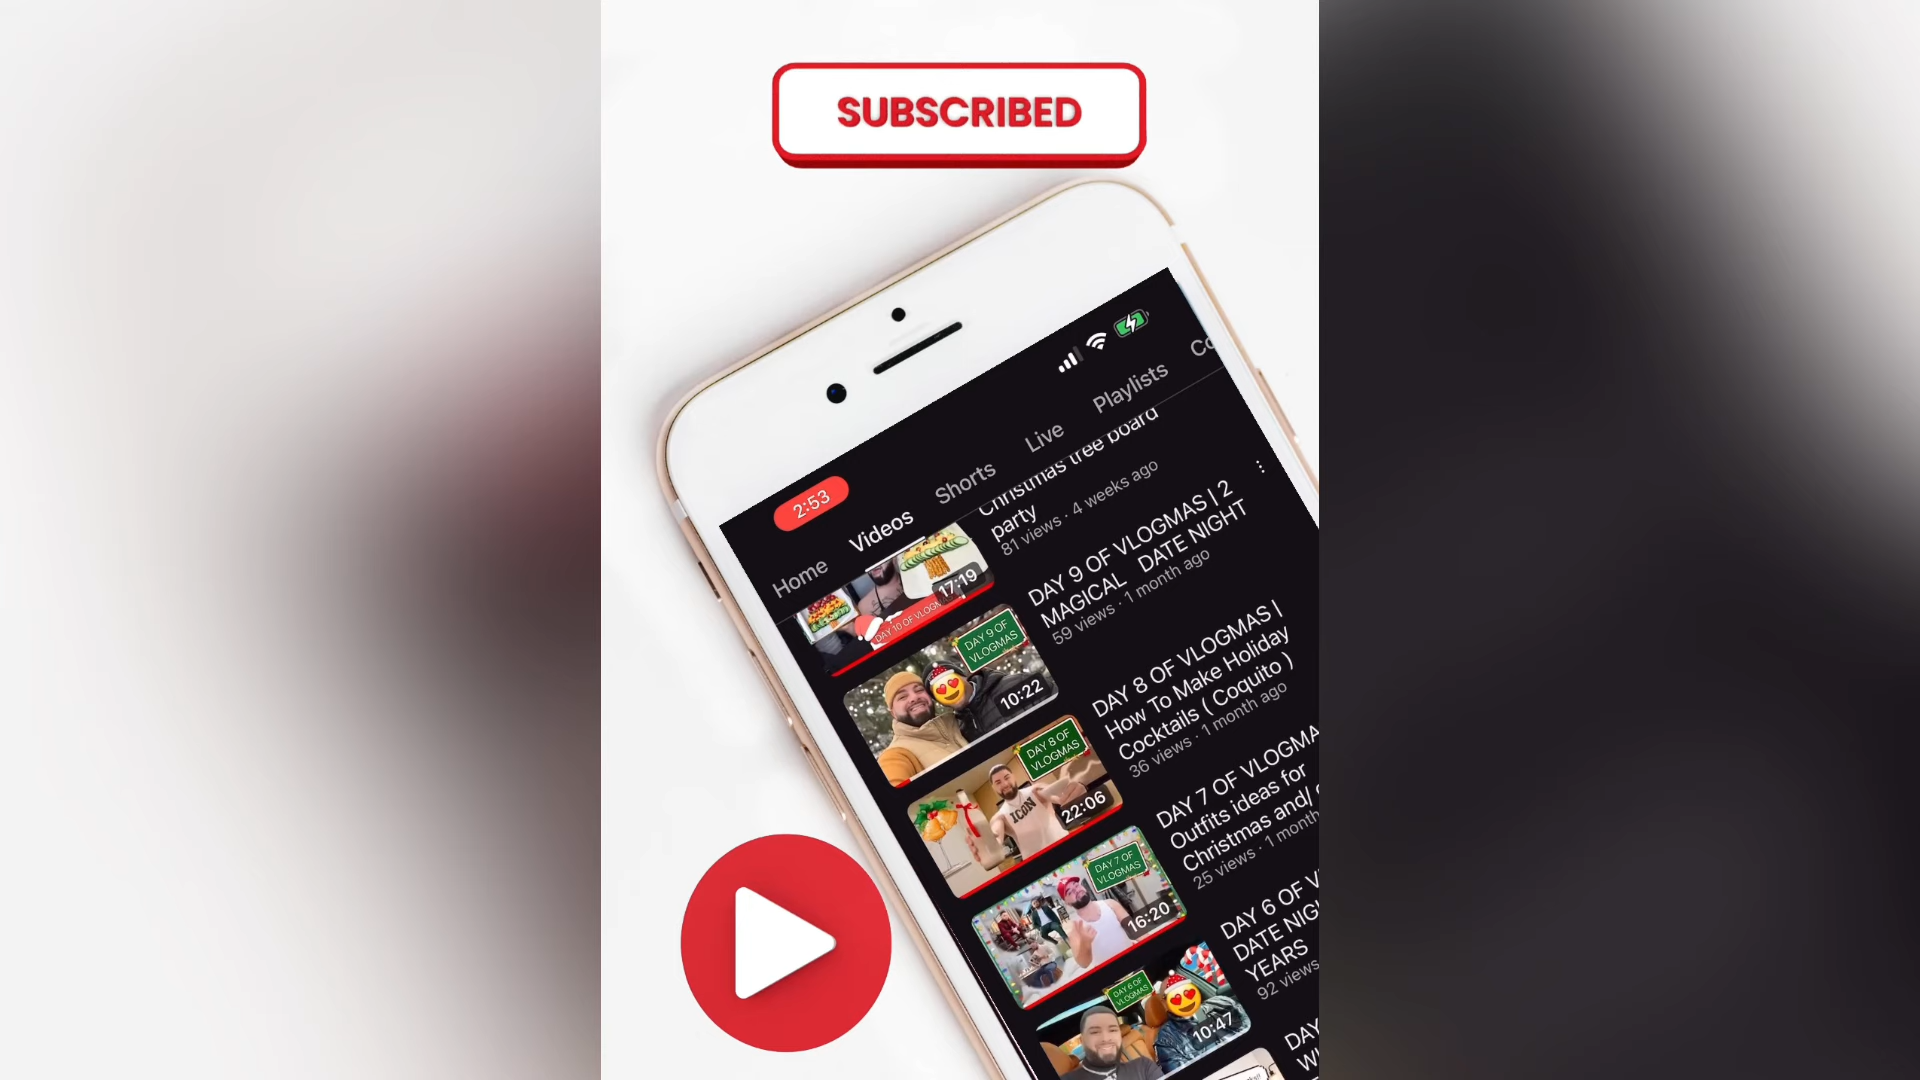 SUBSCRIBED
2:53
Home
Videos
Shorts
Live
Playlists
Co
Christmas tree board
party
81 views · 4 weeks ago
17:19
DAY 10 OF VLOGM
DAY 9 OF VLOGMAS | 2
MAGICAL DATE NIGHT
59 views · 1 month ago
DAY 9 OF
VLOGMAS
10:22
DAY 8 OF VLOGMAS |
How To Make Holiday
Cocktails ( Coquito )
36 views · 1 month ago
DAY 8 OF
VLOGMAS
ICON
22:06
DAY 7 OF VLOGMA
Outfits ideas for
Christmas and/
25 views · 1 month
DAY 7 OF
VLOGMAS
16:20
DAY 6 OF V
DATE NIG
YEARS
92 views
DAY 6 OF
VLOGMAS
10:47
DAY
W